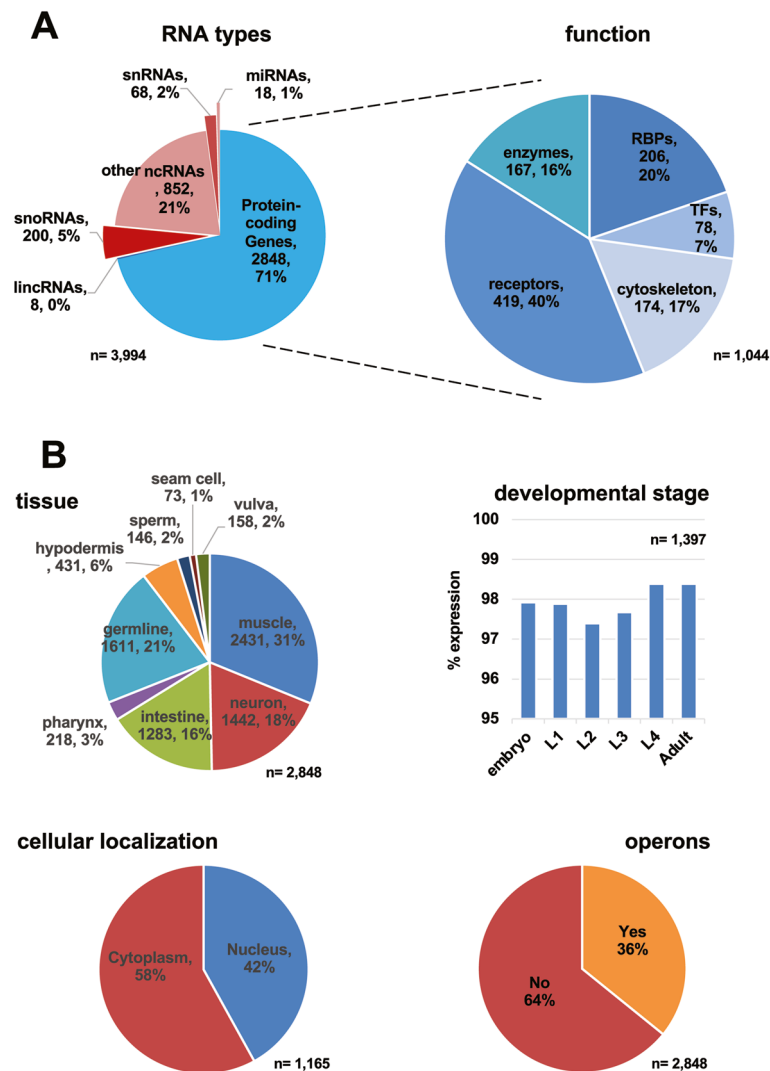 A
RNA types
function
snRNAs,
68, 2%
miRNAs,
18, 1%
other ncRNAs
, 852,
21%
Protein-
coding
Genes,
2848,
71%
snoRNAs,
200, 5%
lincRNAs,
8, 0%
n= 3,994
enzymes,
167, 16%
RBPs,
206,
20%
TFs,
78,
7%
receptors,
419, 40%
cytoskeleton,
174, 17%
n= 1,044
B
tissue
seam cell,
73, 1%
vulva,
158, 2%
sperm,
146, 2%
hypodermis
, 431, 6%
germline,
1611, 21%
muscle,
2431, 31%
pharynx,
218, 3%
intestine,
1283, 16%
neuron,
1442, 18%
n= 2,848
developmental stage
n= 1,397
% expression
100
99
98
97
96
95
embryo
L1
L2
L3
L4
Adult
cellular localization
Cytoplasm,
58%
Nucleus,
42%
n= 1,165
operons
Yes
36%
No
64%
n= 2,848